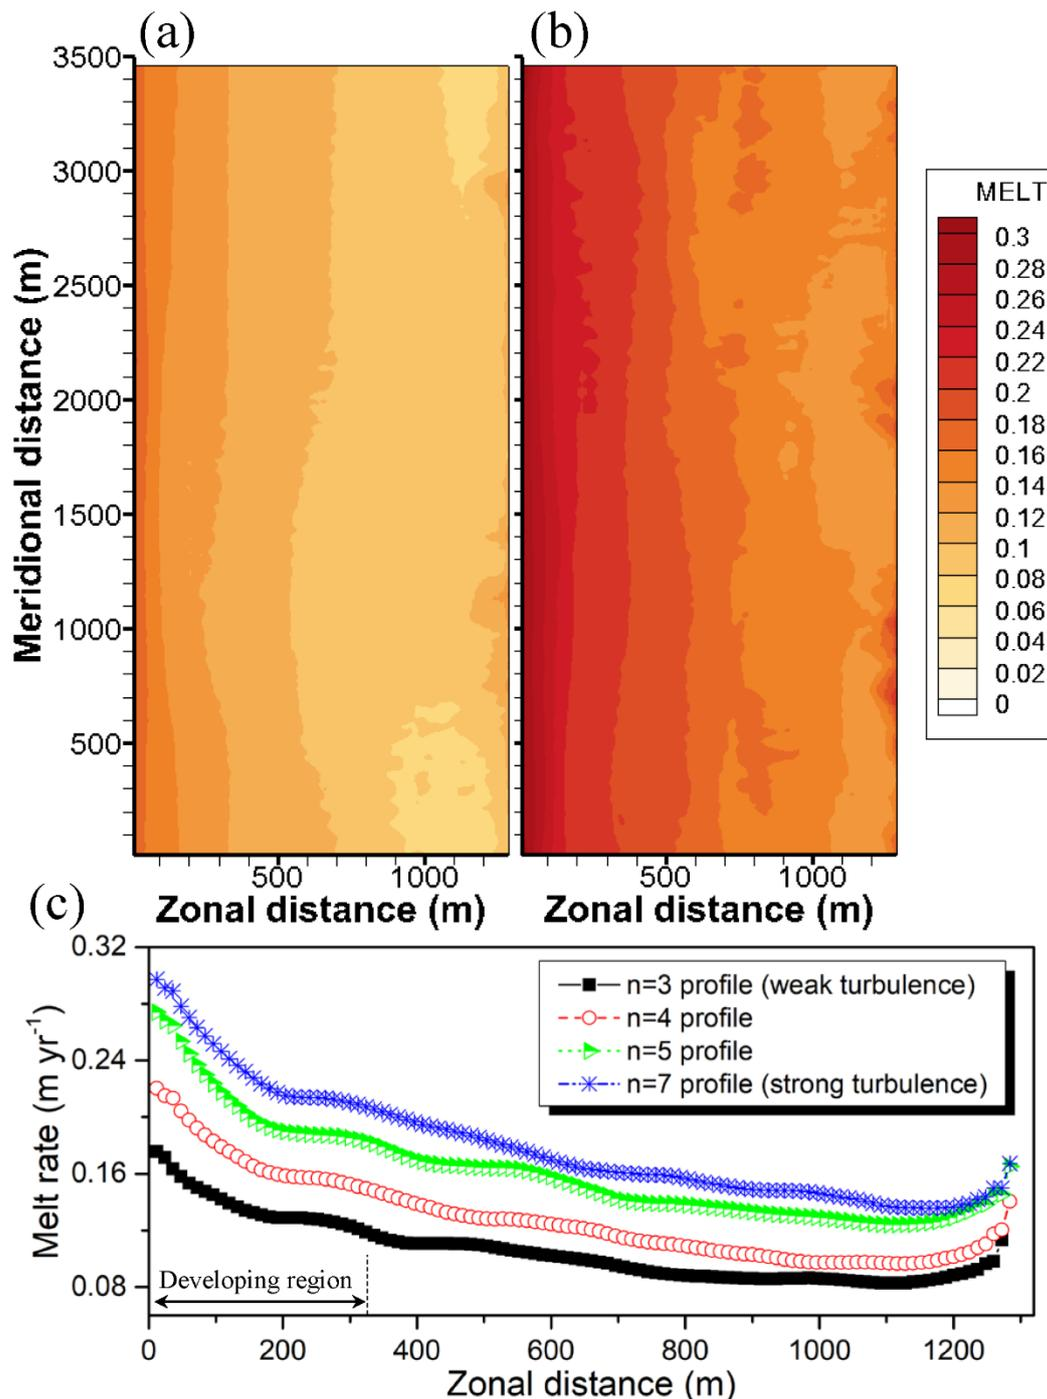 (a)
(b)
3500
3000
2500
2000
1500
1000
500
Meridional distance (m)
500
1000
Zonal distance (m)
500
1000
Zonal distance (m)
MELT
0.3
0.28
0.26
0.24
0.22
0.2
0.18
0.16
0.14
0.12
0.1
0.08
0.06
0.04
0.02
0
(c)
0.32
0.24
0.16
0.08
Melt rate (m yr-1)
n=3 profile (weak turbulence)
n=4 profile
n=5 profile
n=7 profile (strong turbulence)
Developing region
0
200
400
600
800
1000
1200
Zonal distance (m)